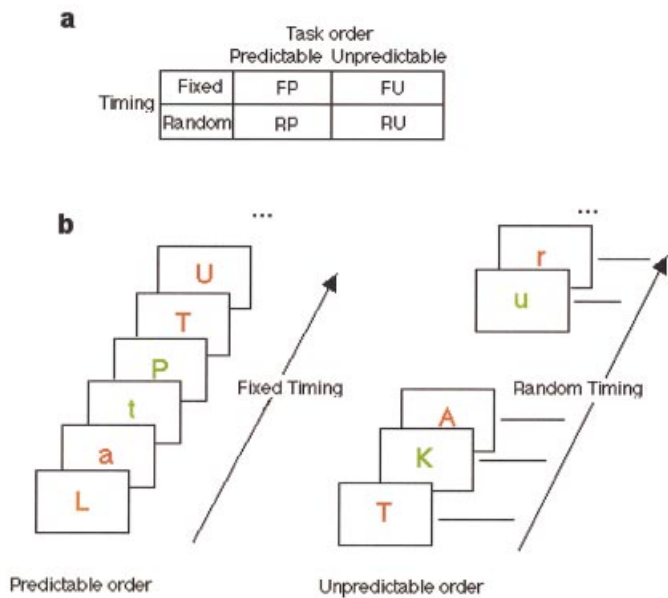 a
Task order
Predictable Unpredictable
Timing
Fixed FP FU
Random RP RU
b
...
U
T
P
t
a
L
Fixed Timing
Predictable order
...
r
u
A
K
T
Random Timing
Unpredictable order